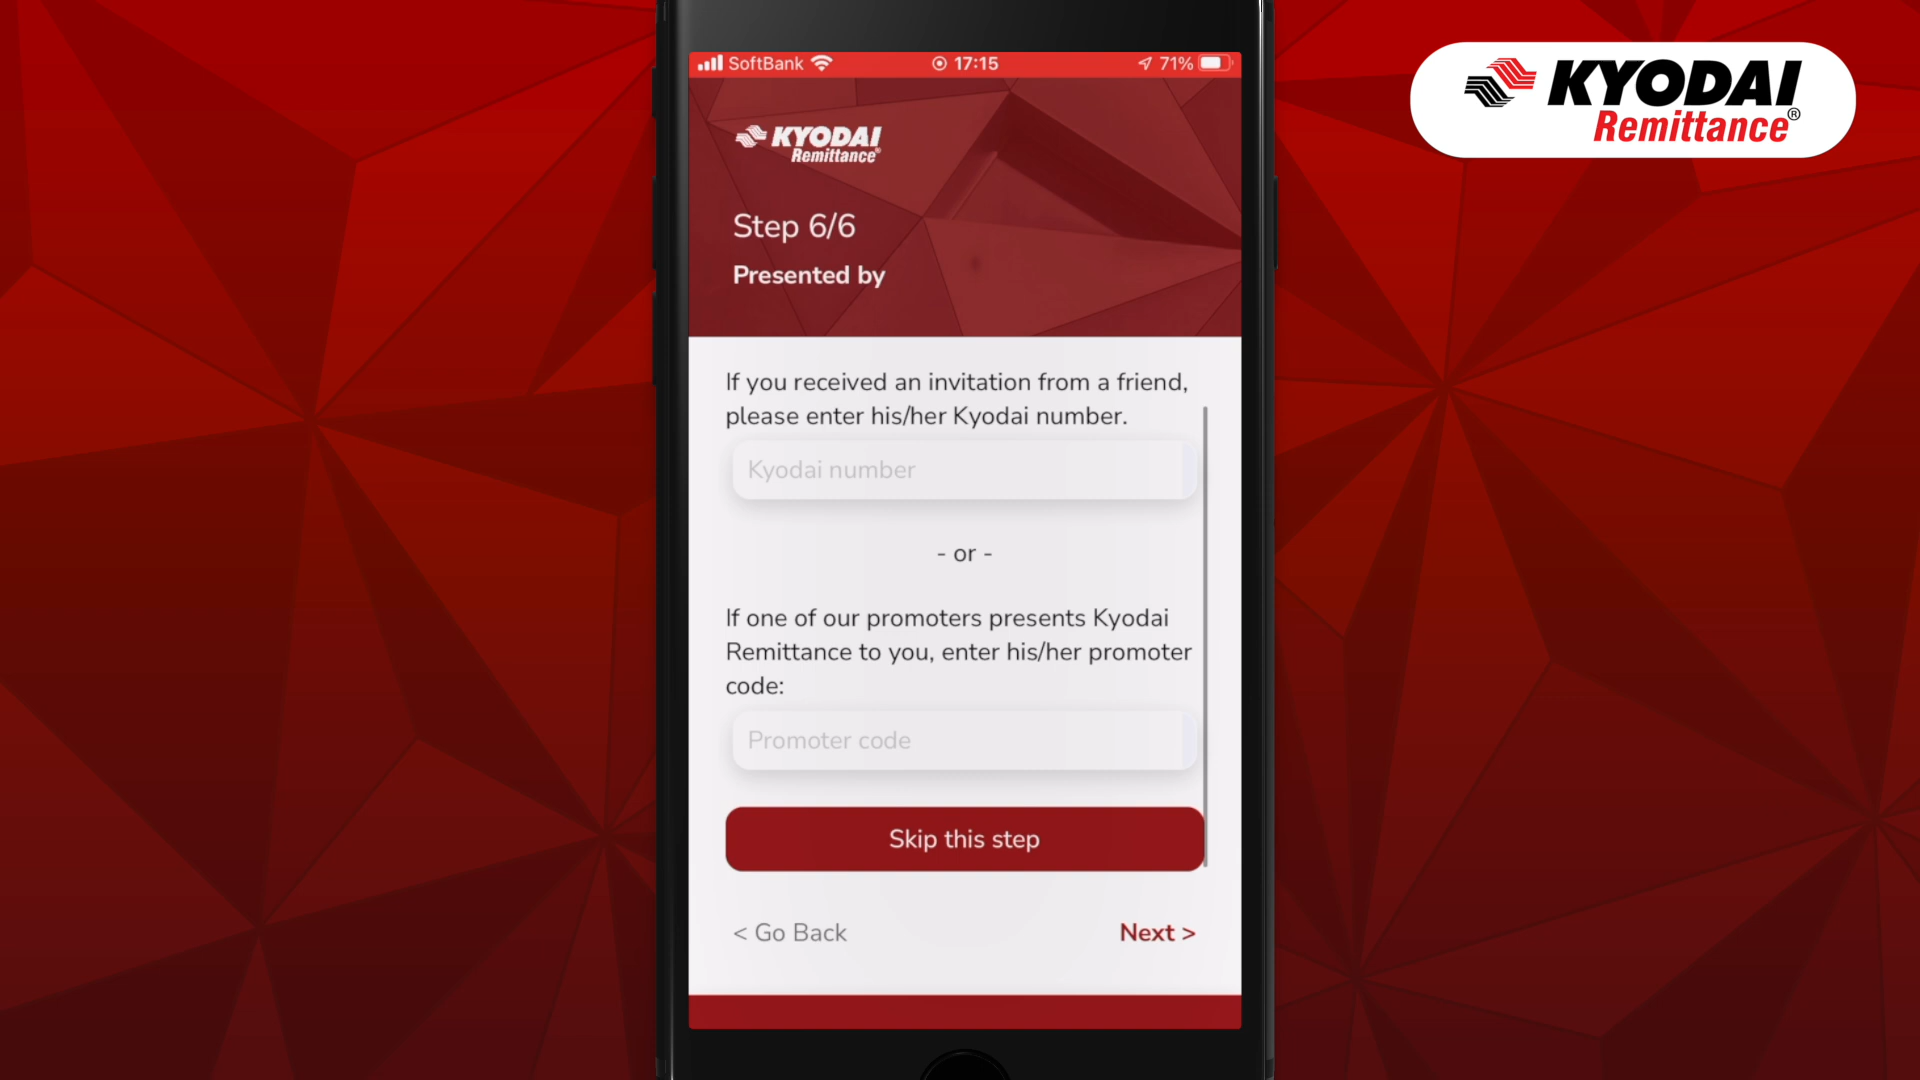 SoftBank 17:15 71%
KYODAI
Remittance®
Step 6/6
Presented by
If you received an invitation from a friend,
please enter his/her Kyodai number.
Kyodai number
- or -
If one of our promoters presents Kyodai
Remittance to you, enter his/her promoter
code:
Promoter code
Skip this step
< Go Back
Next >
KYODAI
Remittance®